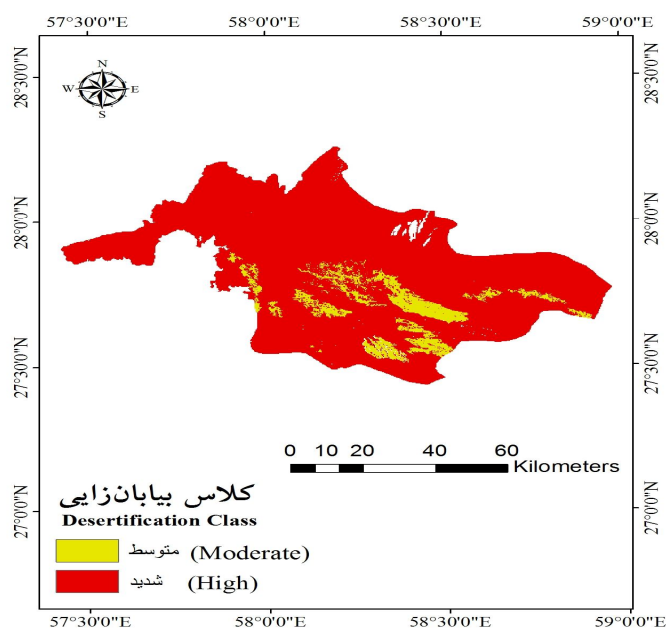 57°30'0"E 58°0'0"E 58°30'0"E 59°0'0"E
28°30'0"N 28°30'0"N
N
W E
S
28°0'0"N 28°0'0"N
27°30'0"N 27°30'0"N
0 10 20 40 60
Kilometers
کلاس بیابان‌زایی
Desertification Class
متوسط (Moderate)
شدید (High)
27°0'0"N 27°0'0"N
57°30'0"E 58°0'0"E 58°30'0"E 59°0'0"E